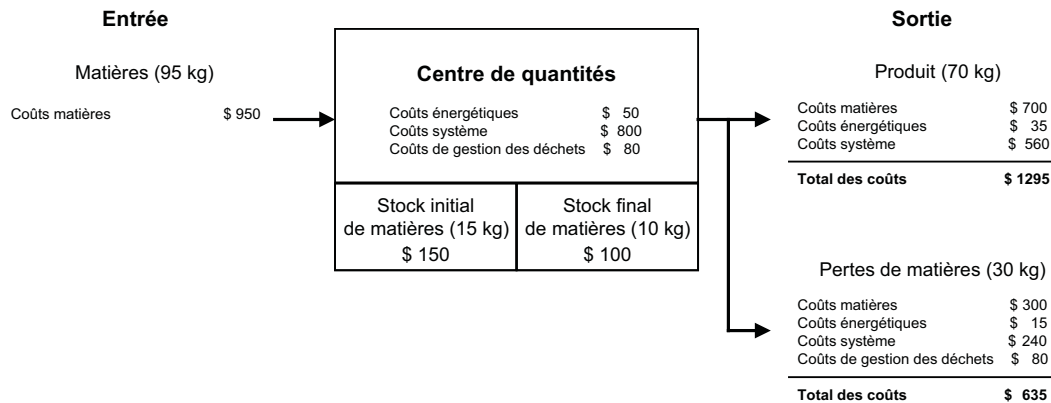 Entrée
Matières (95 kg)
Coûts matières $ 950
Centre de quantités
Coûts énergétiques $ 50
Coûts système $ 800
Coûts de gestion des déchets $ 80
Stock initial
de matières (15 kg)
$ 150
Stock final
de matières (10 kg)
$ 100
Sortie
Produit (70 kg)
Coûts matières $ 700
Coûts énergétiques $ 35
Coûts système $ 560
Total des coûts $ 1295
Pertes de matières (30 kg)
Coûts matières $ 300
Coûts énergétiques $ 15
Coûts système $ 240
Coûts de gestion des déchets $ 80
Total des coûts $ 635